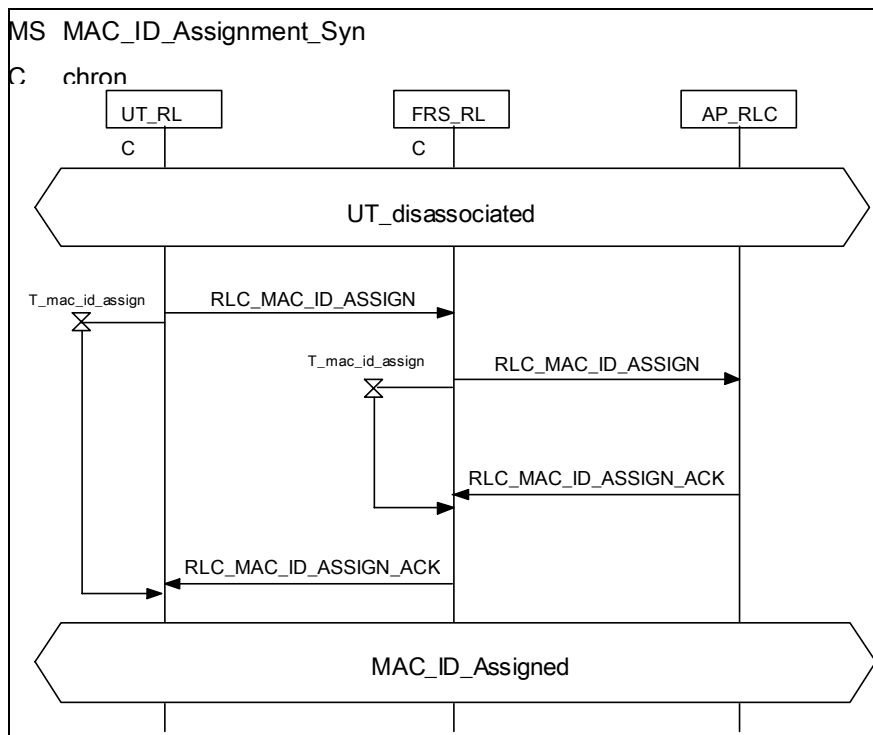 MS MAC_ID_Assignment_Syn
C chron
UT_RL
C
FRS_RL
C
AP_RLC
UT_disassociated
T_mac_id_assign
RLC_MAC_ID_ASSIGN
T_mac_id_assign
RLC_MAC_ID_ASSIGN
RLC_MAC_ID_ASSIGN_ACK
RLC_MAC_ID_ASSIGN_ACK
MAC_ID_Assigned